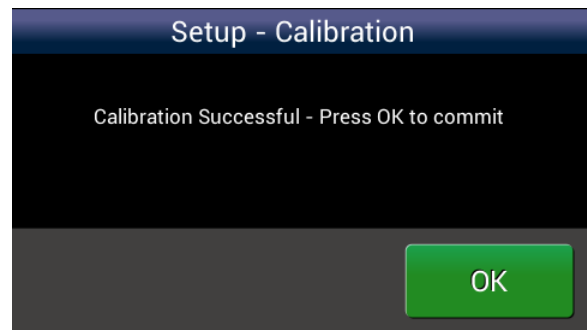 Setup - Calibration
Calibration Successful - Press OK to commit
OK